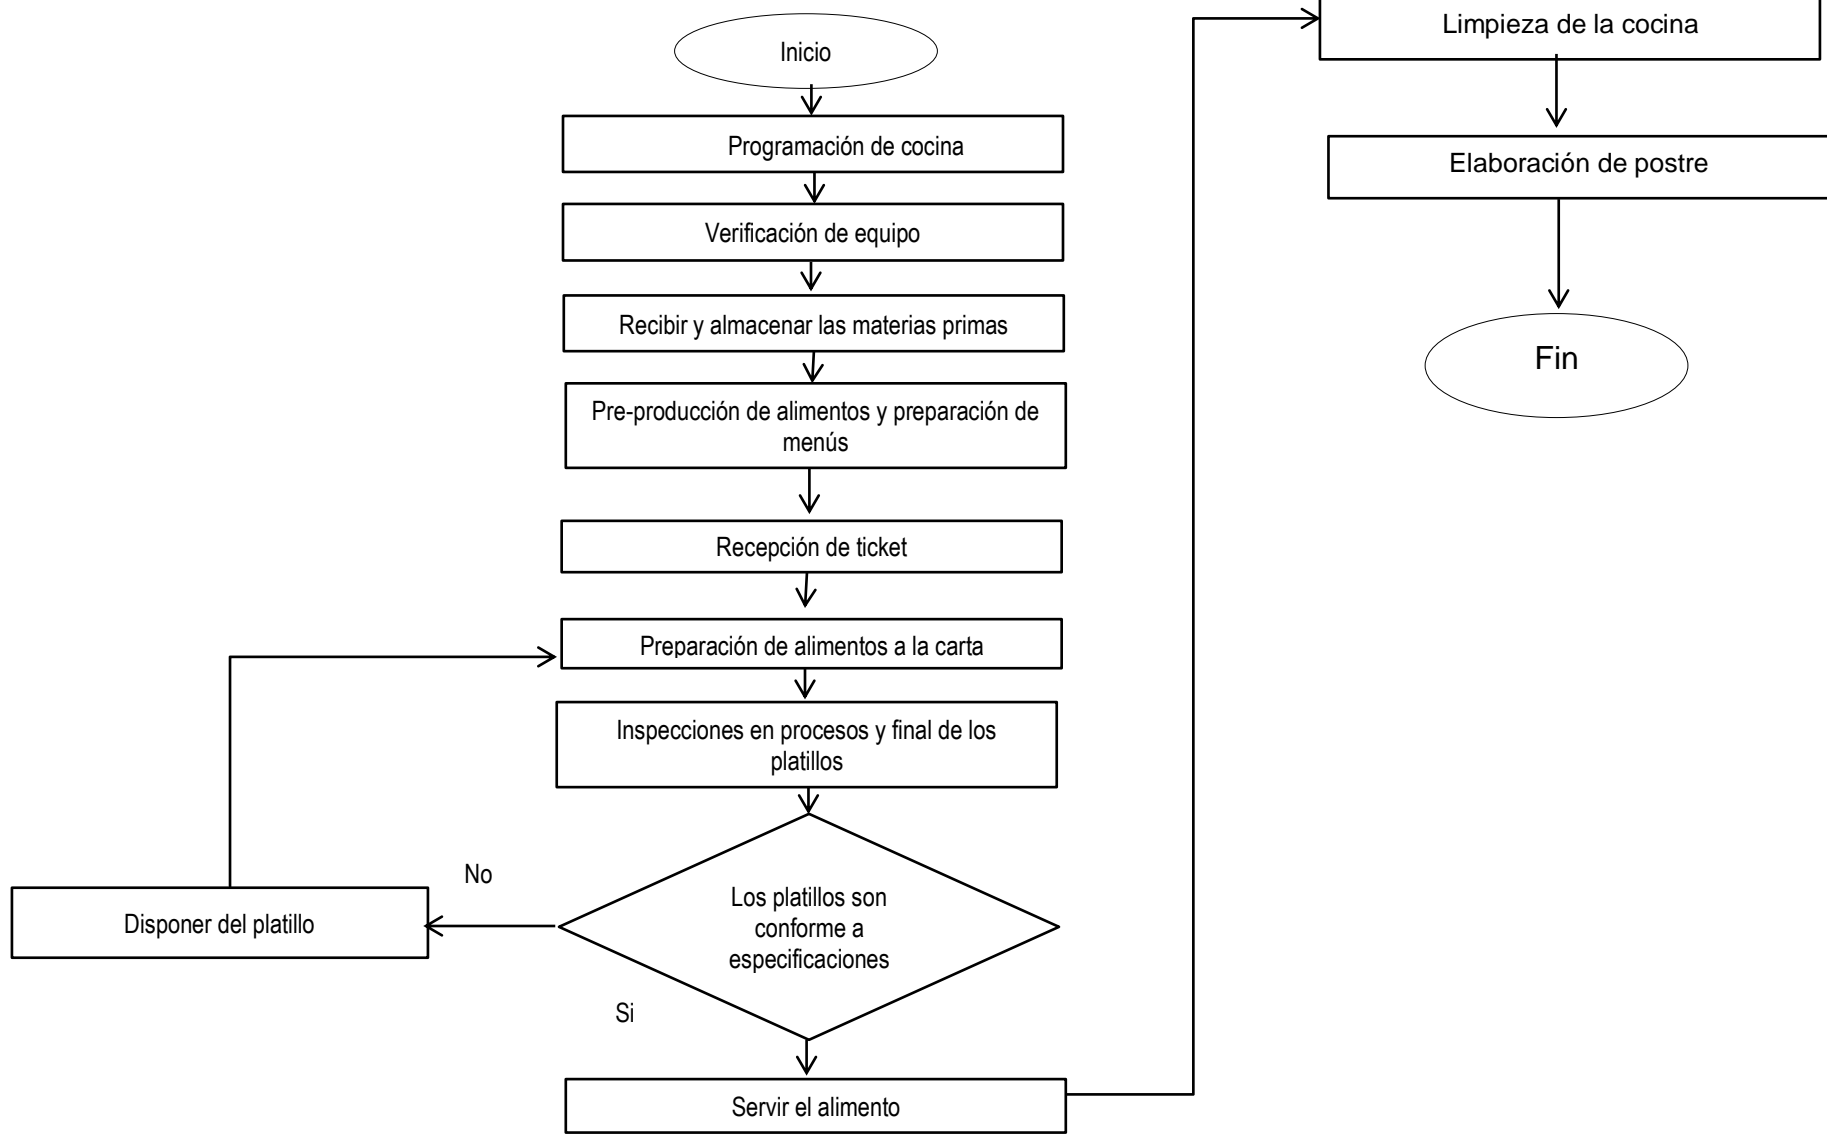 Inicio
Programación de cocina
Verificación de equipo
Recibir y almacenar las materias primas
Pre-producción de alimentos y preparación de
menús
Recepción de ticket
Preparación de alimentos a la carta
Inspecciones en procesos y final de los
platillos
Los platillos son
conforme a
especificaciones
No
Disponer del platillo
Si
Servir el alimento
Limpieza de la cocina
Elaboración de postre
Fin